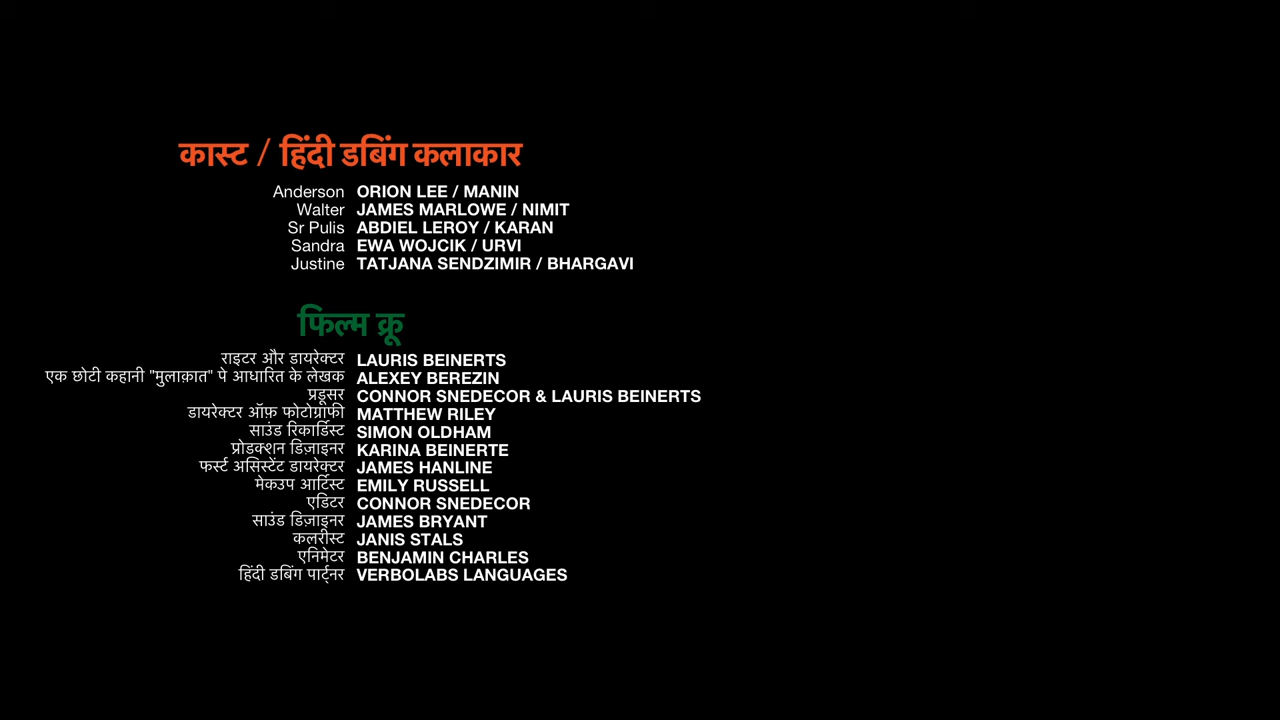 कास्ट / हिंदी डबिंग कलाकार
Anderson ORION LEE / MANIN
Walter JAMES MARLOWE / NIMIT
Sr Pulis ABDIEL LEROY / KARAN
Sandra EWA WOJCIK / URVI
Justine TATJANA SENDZIMIR / BHARGAVI
फिल्म क्रू
राइटर और डायरेक्टर LAURIS BEINERTS
एक छोटी कहानी "मुलाक़ात" पे आधारित के लेखक ALEXEY BEREZIN
प्रडूसर CONNOR SNEDECOR & LAURIS BEINERTS
डायरेक्टर ऑफ़ फोटोग्राफी MATTHEW RILEY
साउंड रिकार्डिस्ट SIMON OLDHAM
प्रोडक्शन डिज़ाइनर KARINA BEINERTE
फर्स्ट असिस्टेंट डायरेक्टर JAMES HANLINE
मेकउप आर्टिस्ट EMILY RUSSELL
एडिटर CONNOR SNEDECOR
साउंड डिज़ाइनर JAMES BRYANT
कलरीस्ट JANIS STALS
एनिमेटर BENJAMIN CHARLES
हिंदी डबिंग पार्ट्नर VERBOLABS LANGUAGES